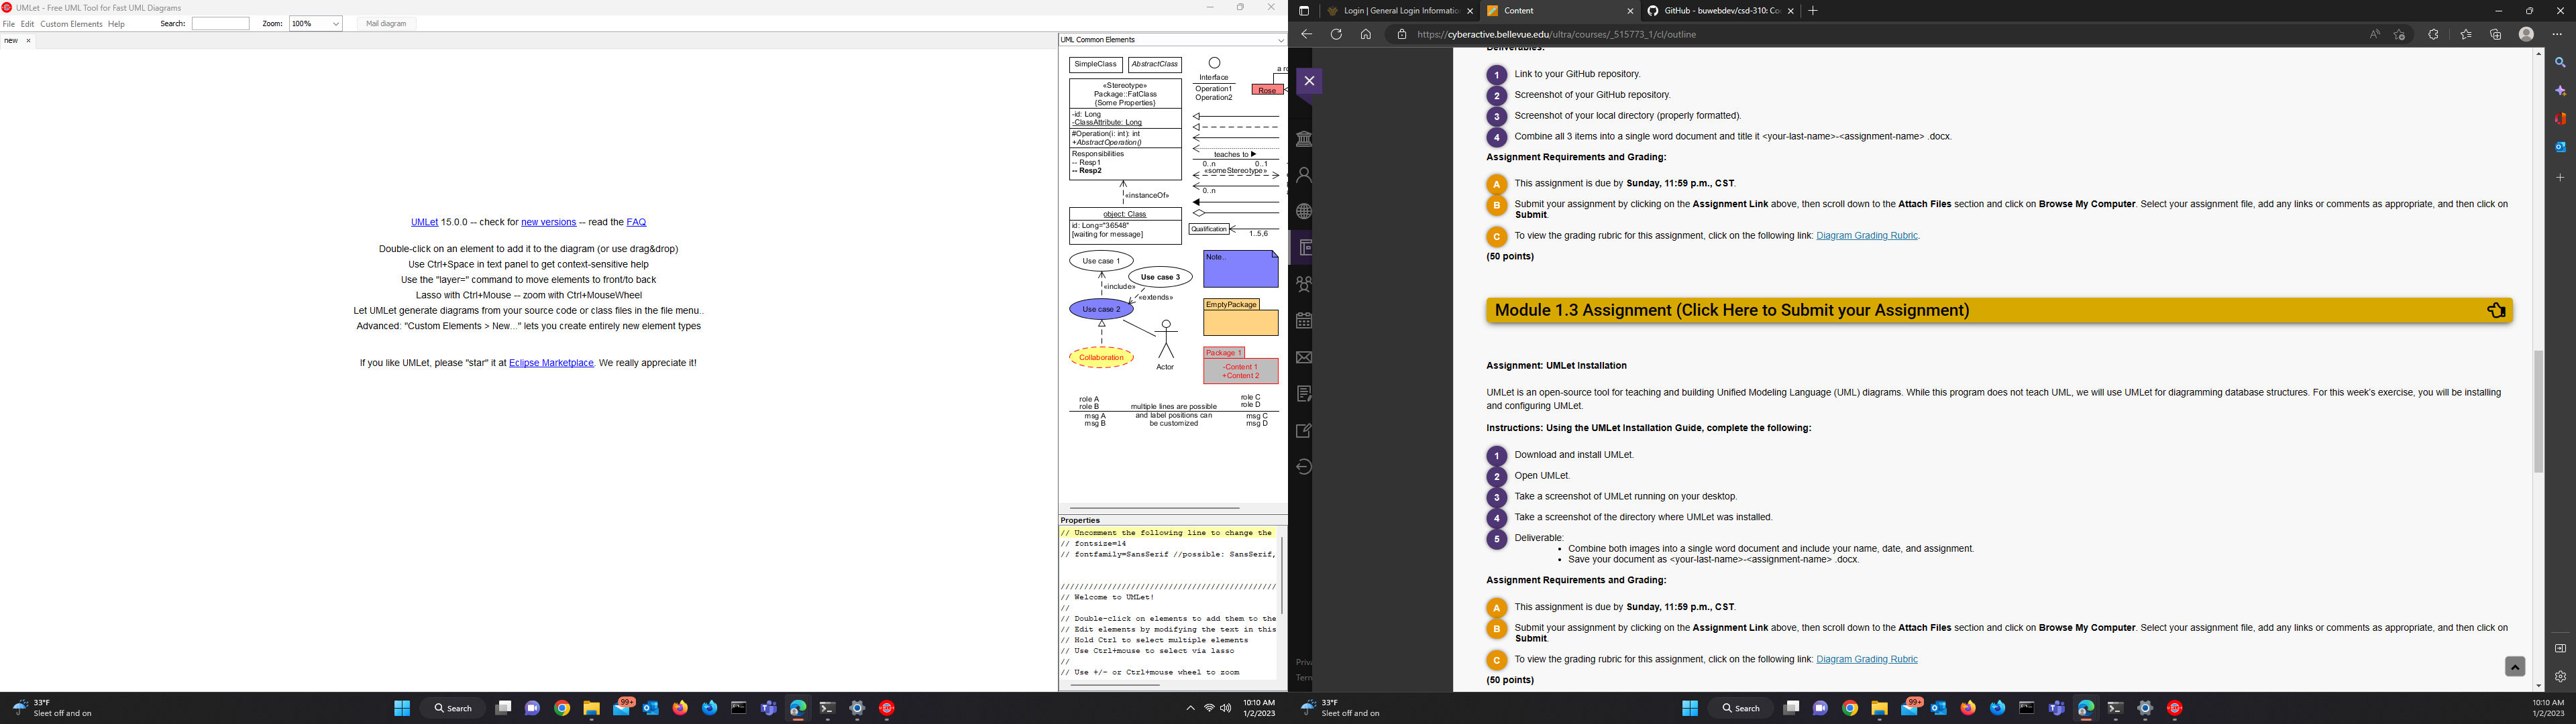 UMLet - Free UML Tool for Fast UML Diagrams
File Edit Custom Elements Help Search: Zoom: 100% Mail diagram
new
UMLet 15.0.0 -- check for new versions -- read the FAQ
Double-click on an element to add it to the diagram (or use drag&drop)
Use Ctrl+Space in text panel to get context-sensitive help
Use the "layer=" command to move elements to front/to back
Lasso with Ctrl+Mouse -- zoom with Ctrl+MouseWheel
Let UMLet generate diagrams from your source code or class files in the file menu..
Advanced: "Custom Elements > New..." lets you create entirely new element types
If you like UMLet, please "star" it at Eclipse Marketplace. We really appreciate it!
UML Common Elements
SimpleClass
AbstractClass
«Stereotype»
Package::FatClass
{Some Properties}
-id: Long
-ClassAttribute: Long
#Operation(i: int): int
+AbstractOperation()
Responsibilities
-- Resp1
-- Resp2
«instanceOf»
object: Class
id: Long="36548"
[waiting for message]
Interface
Operation1
Operation2
Rose
teaches to
0..n 0..1
«someStereotype»
0..n
Qualification
1..5,6
Use case 1
Use case 3
«include»
«extends»
Use case 2
Collaboration
Actor
Note..
EmptyPackage
Package 1
-Content 1
+Content 2
role A
role B
msg A
msg B
multiple lines are possible
and label positions can
be customized
role C
role D
msg C
msg D
Properties
// Uncomment the following line to change the
// fontsize=14
// fontfamily=SansSerif //possible: SansSerif,
//////////////////////////////////////////////
// Welcome to UMLet!
//
// Double-click on elements to add them to the
// Edit elements by modifying the text in this
// Hold Ctrl to select multiple elements
// Use Ctrl+mouse to select via lasso
//
// Use +/- or Ctrl+mouse wheel to zoom
33°F
Sleet off and on
Search
99+
10:10 AM
1/2/2023
Login | General Login Informatio
Content
GitHub - buwebdev/csd-310: Co
https://cyberactive.bellevue.edu/ultra/courses/_515773_1/cl/outline
Deliverables:
1 Link to your GitHub repository.
2 Screenshot of your GitHub repository.
3 Screenshot of your local directory (properly formatted).
4 Combine all 3 items into a single word document and title it <your-last-name>-<assignment-name> .docx.
Assignment Requirements and Grading:
A This assignment is due by Sunday, 11:59 p.m., CST.
B Submit your assignment by clicking on the Assignment Link above, then scroll down to the Attach Files section and click on Browse My Computer. Select your assignment file, add any links or comments as appropriate, and then click on
Submit.
C To view the grading rubric for this assignment, click on the following link: Diagram Grading Rubric.
(50 points)
Module 1.3 Assignment (Click Here to Submit your Assignment)
Assignment: UMLet Installation
UMLet is an open-source tool for teaching and building Unified Modeling Language (UML) diagrams. While this program does not teach UML, we will use UMLet for diagramming database structures. For this week's exercise, you will be installing
and configuring UMLet.
Instructions: Using the UMLet Installation Guide, complete the following:
1 Download and install UMLet.
2 Open UMLet.
3 Take a screenshot of UMLet running on your desktop.
4 Take a screenshot of the directory where UMLet was installed.
5 Deliverable:
• Combine both images into a single word document and include your name, date, and assignment.
• Save your document as <your-last-name>-<assignment-name> .docx.
Assignment Requirements and Grading:
A This assignment is due by Sunday, 11:59 p.m., CST.
B Submit your assignment by clicking on the Assignment Link above, then scroll down to the Attach Files section and click on Browse My Computer. Select your assignment file, add any links or comments as appropriate, and then click on
Submit.
C To view the grading rubric for this assignment, click on the following link: Diagram Grading Rubric
(50 points)
Priva
Term
33°F
Sleet off and on
Search
99+
10:10 AM
1/2/2023